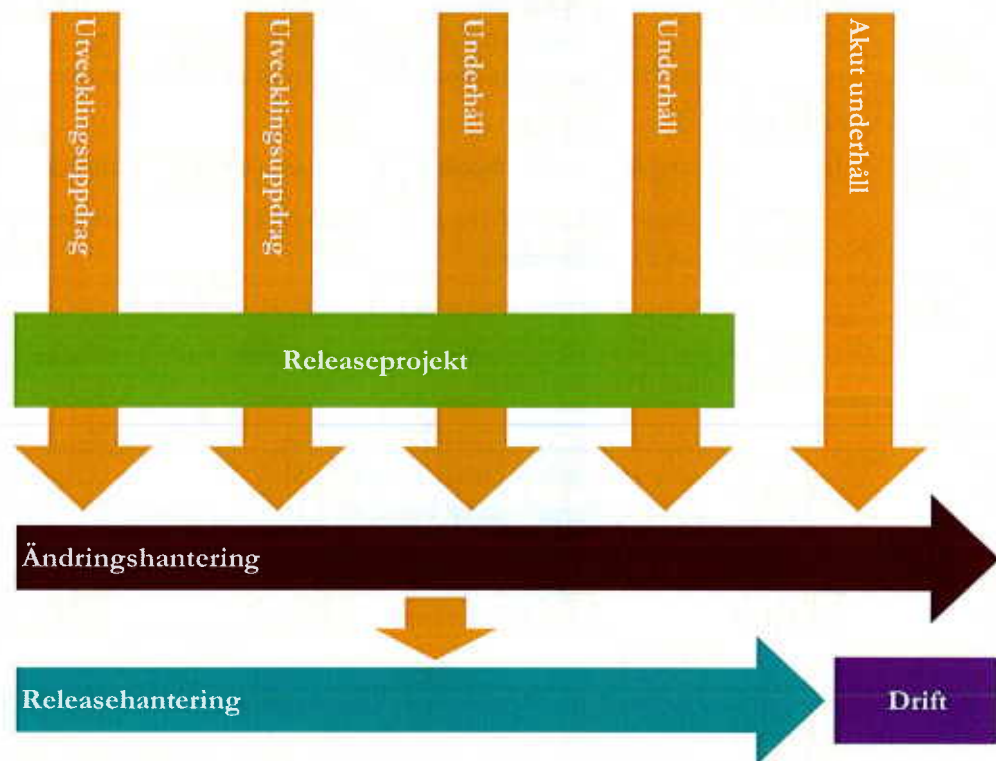 Utvecklingsuppdrag
Utvecklingsuppdrag
Underhåll
Underhåll
Akut underhåll
Releaseprojekt
Ändringshantering
Releasehantering
Drift